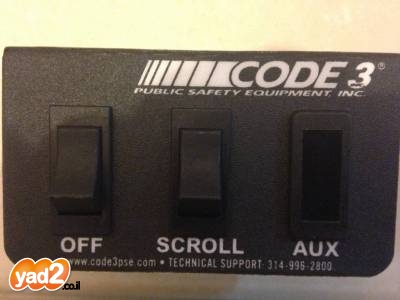 CODE 3®
PUBLIC SAFETY EQUIPMENT, INC.
OFF SCROLL AUX
www.code3pse.com • TECHNICAL SUPPORT- 314-996-2800
yad2.co.il